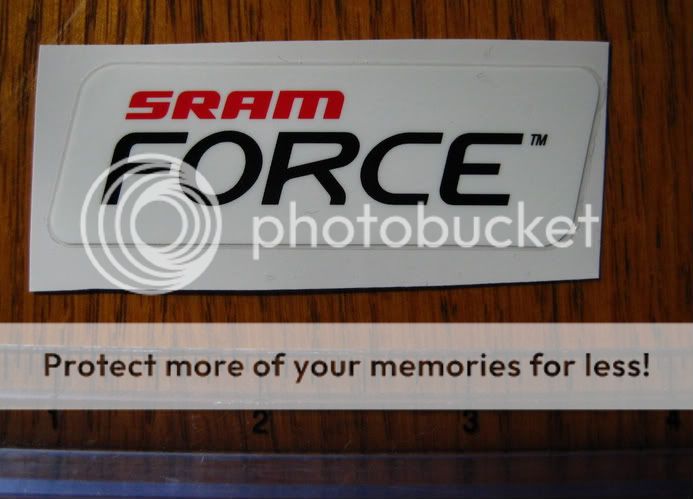 SRAM
FORCE™
photobucket
Protect more of your memories for less!
1 2 3 4